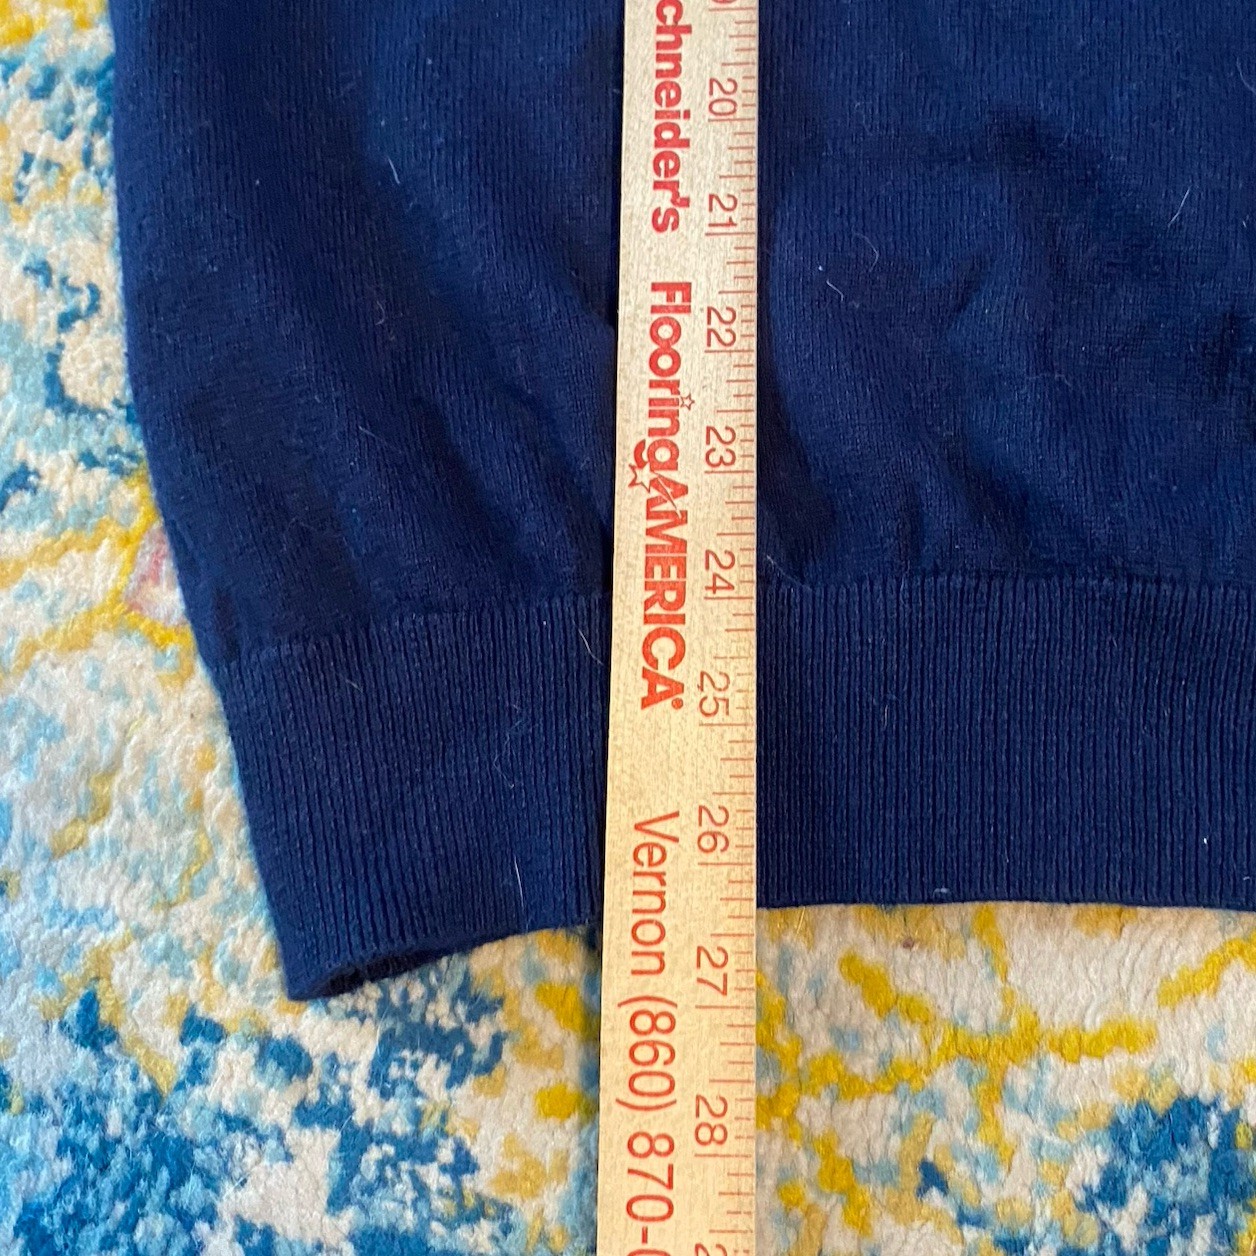 chneider's FlooringAMERICA Vernon (860) 870-
20 21 22 23 24 25 26 27 28